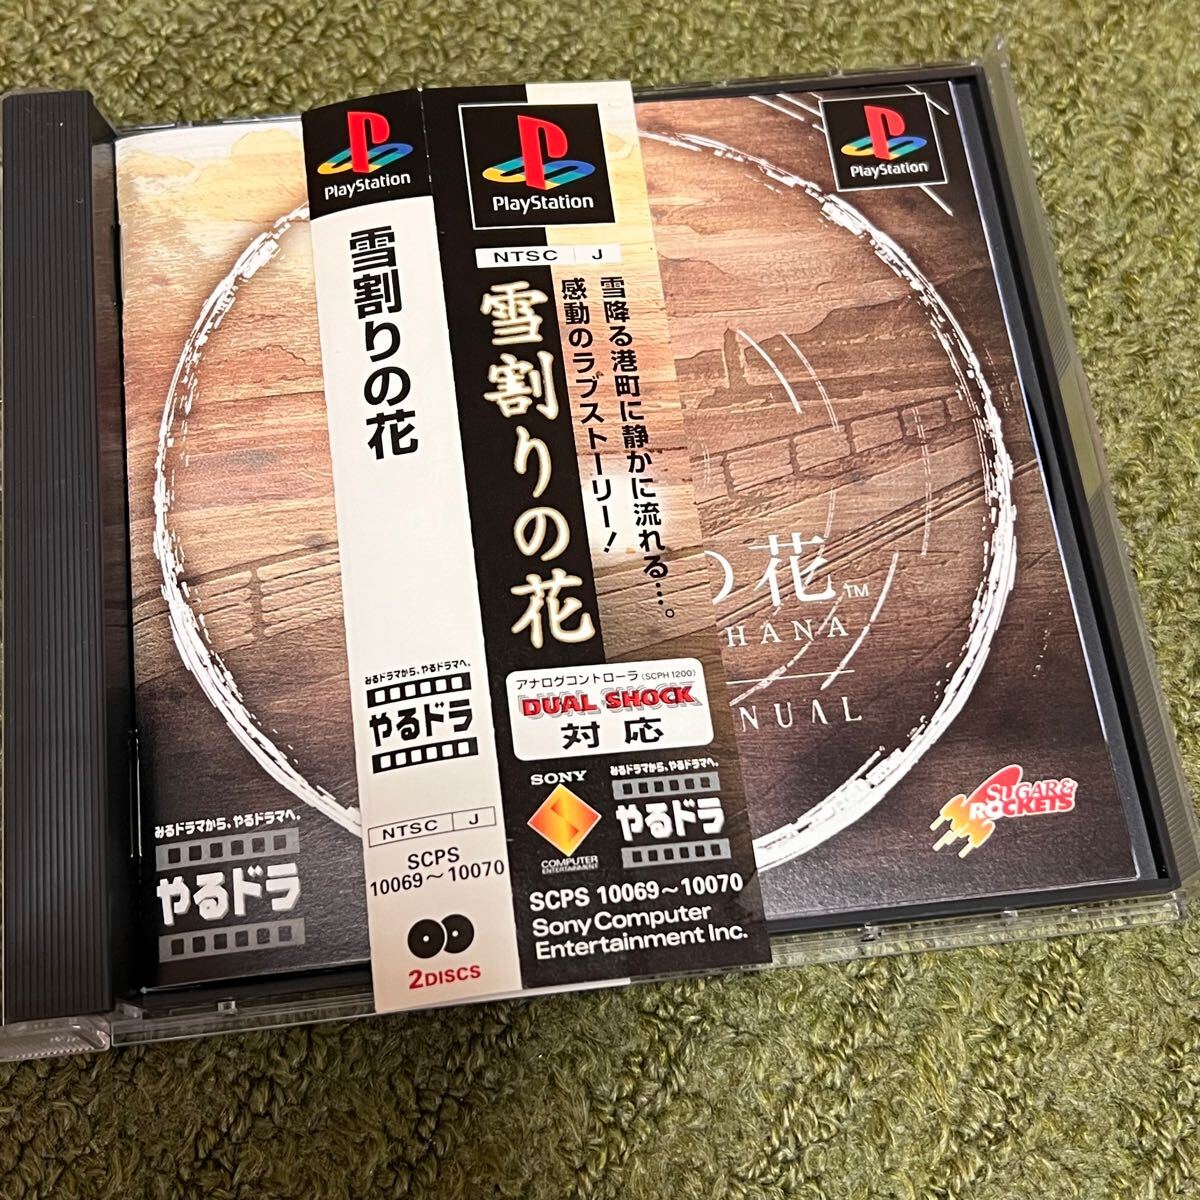 PlayStation
雪割りの花
みるドラマから、やるドラマへ。
やるドラ
NTSC J
SCPS
10069〜10070
2DISCS
PlayStation
NTSC J
雪降る港町に静かに流れる…。
感動のラブストーリー!
雪割りの花
アナログコントローラ(SCPH1200)
DUAL SHOCK
対応
SONY
COMPUTER
ENTERTAINMENT
みるドラマから、やるドラマへ。
やるドラ
SCPS 10069〜10070
Sony Computer
Entertainment Inc.
PlayStation
花™
HANA
NUAL
SUGAR&
ROCKETS
みるドラマから、やるドラマへ。
やるドラ